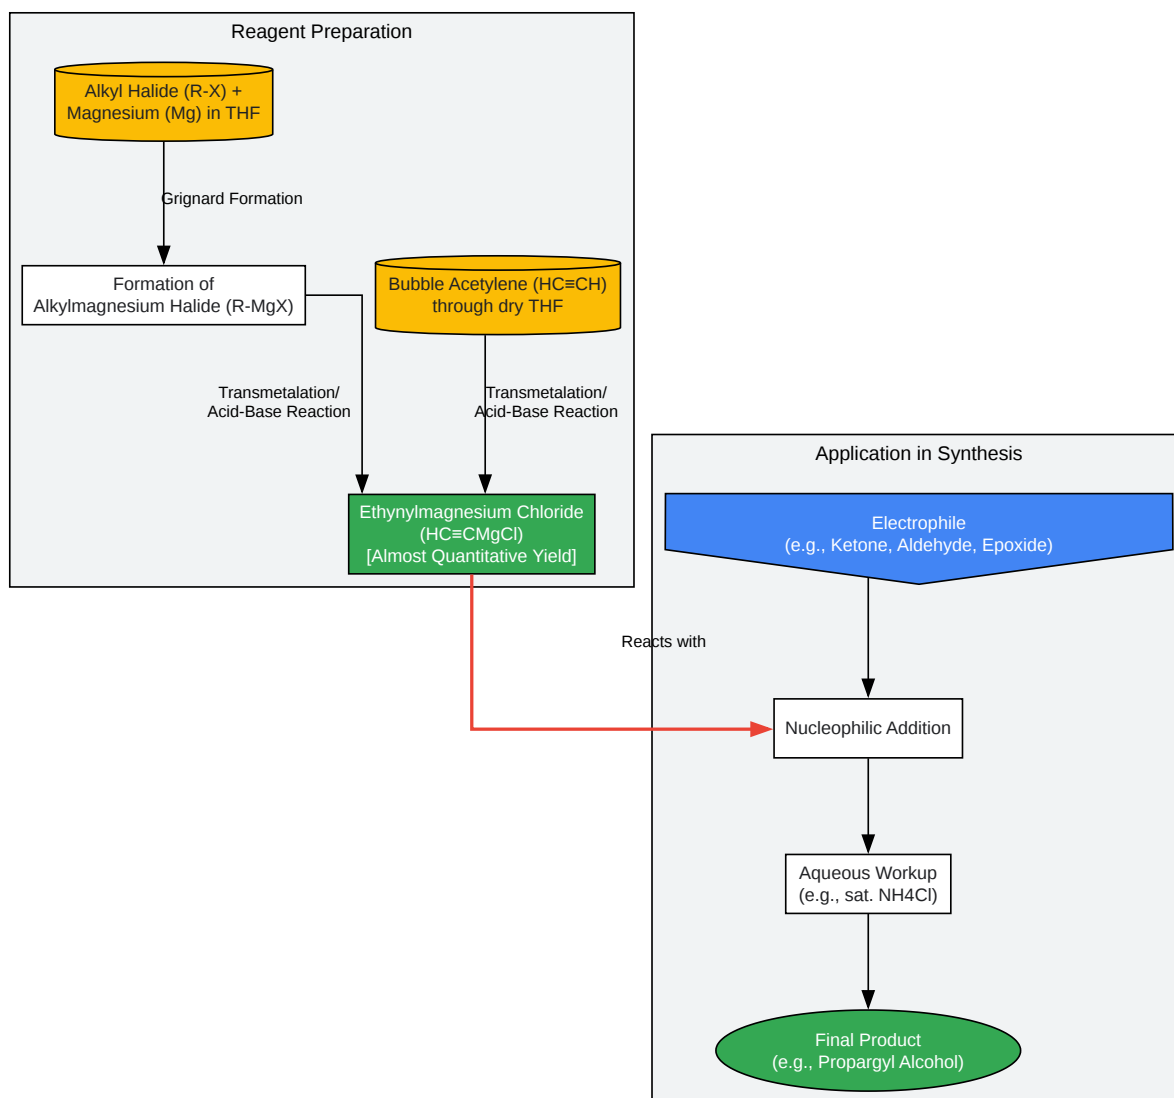 Reagent Preparation
Alkyl Halide (R-X) +
Magnesium (Mg) in THF
Grignard Formation
Formation of
Alkylmagnesium Halide (R-MgX)
Bubble Acetylene (HC≡CH)
through dry THF
Transmetalation/
Acid-Base Reaction
Transmetalation/
Acid-Base Reaction
Ethynylmagnesium Chloride
(HC≡CMgCl)
[Almost Quantitative Yield]
Application in Synthesis
Electrophile
(e.g., Ketone, Aldehyde, Epoxide)
Reacts with
Nucleophilic Addition
Aqueous Workup
(e.g., sat. NH4Cl)
Final Product
(e.g., Propargyl Alcohol)